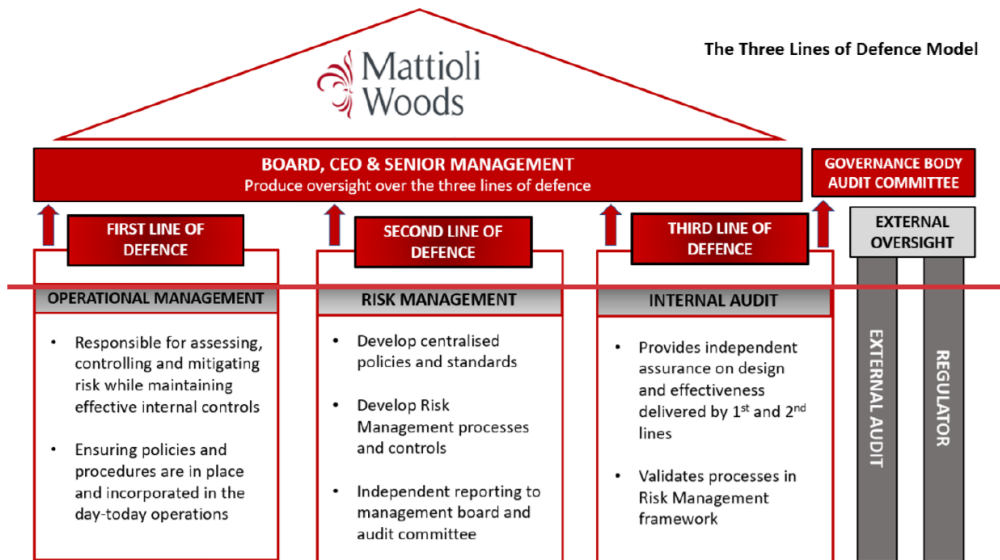 The Three Lines of Defence Model
Mattioli
Woods
BOARD, CEO & SENIOR MANAGEMENT
Produce oversight over the three lines of defence
GOVERNANCE BODY
AUDIT COMMITTEE
FIRST LINE OF
DEFENCE
SECOND LINE OF
DEFENCE
THIRD LINE OF
DEFENCE
EXTERNAL
OVERSIGHT
OPERATIONAL MANAGEMENT
• Responsible for assessing,
controlling and mitigating
risk while maintaining
effective internal controls
• Ensuring policies and
procedures are in place
and incorporated in the
day-today operations
RISK MANAGEMENT
• Develop centralised
policies and standards
• Develop Risk
Management processes
and controls
• Independent reporting to
management board and
audit committee
INTERNAL AUDIT
• Provides independent
assurance on design
and effectiveness
delivered by 1st and 2nd
lines
• Validates processes in
Risk Management
framework
EXTERNAL AUDIT
REGULATOR